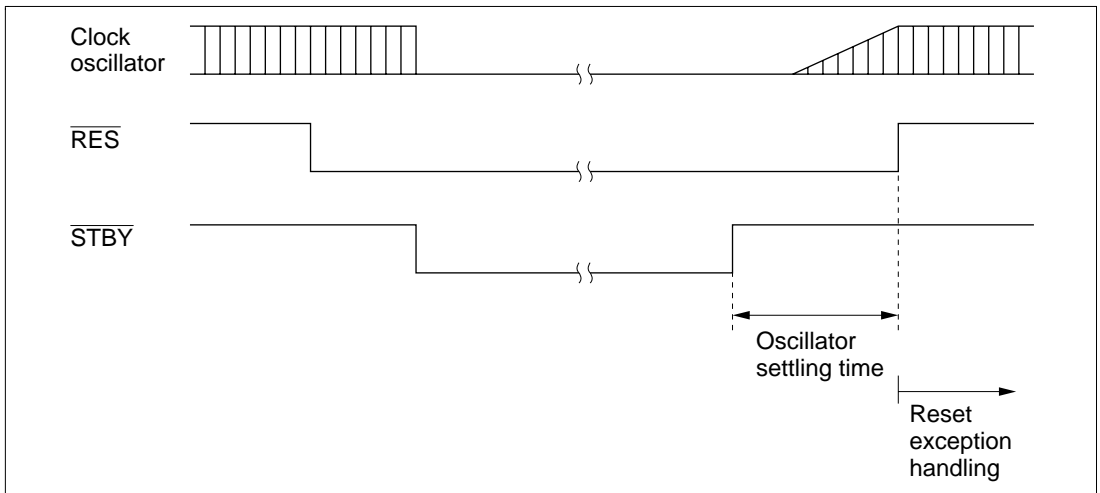 Clock
oscillator
RES
STBY
Oscillator
settling time
Reset
exception
handling